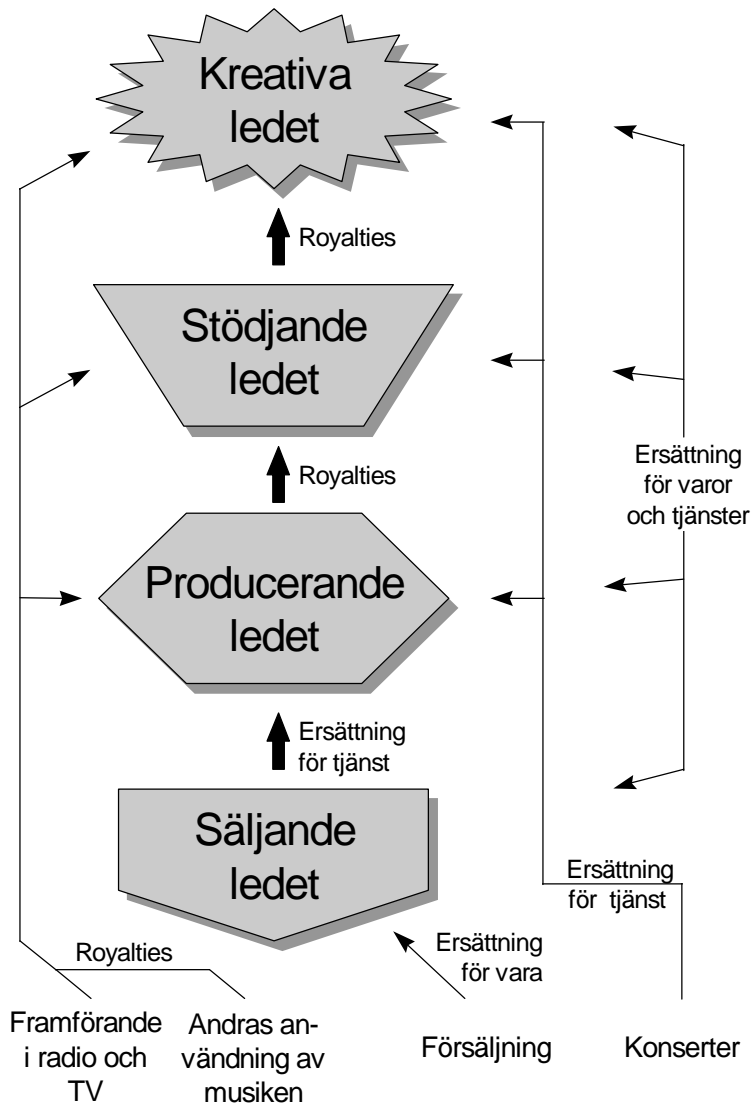 Kreativa
ledet
Royalties
Stödjande
ledet
Royalties
Ersättning
för varor
och tjänster
Producerande
ledet
Ersättning
för tjänst
Säljande
ledet
Ersättning
för tjänst
Royalties
Ersättning
för vara
Framförande
i radio och
TV
Andras an-
vändning av
musiken
Försäljning
Konserter